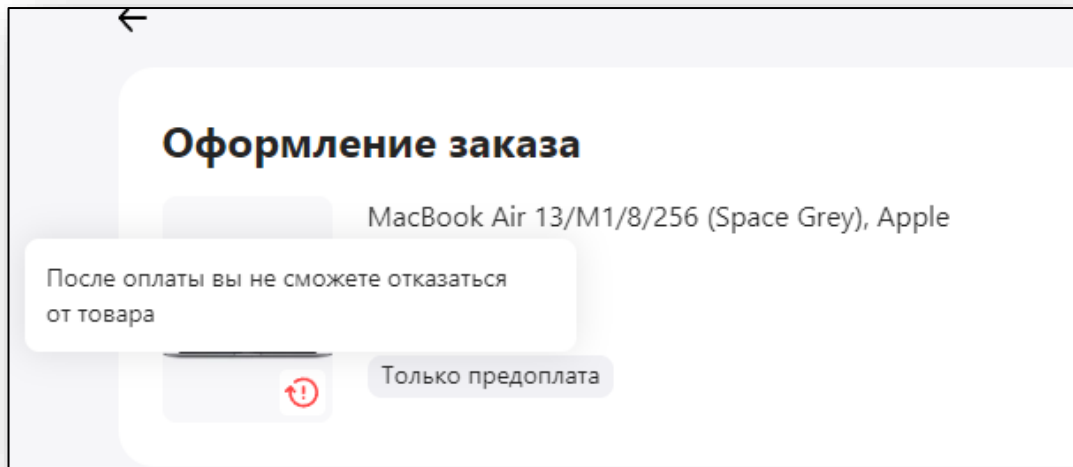 Оформление заказа
MacBook Air 13/M1/8/256 (Space Grey), Apple
После оплаты вы не сможете отказаться
от товара
Только предоплата